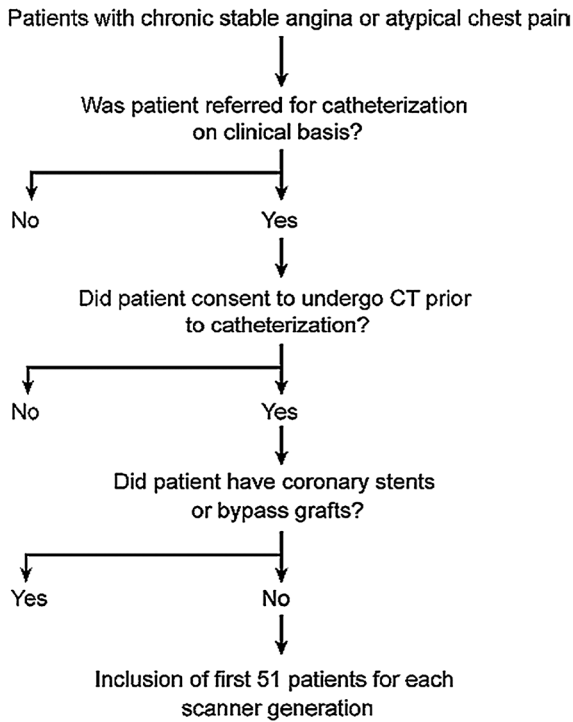 Patients with chronic stable angina or atypical chest pain
Was patient referred for catheterization
on clinical basis?
No
Yes
Did patient consent to undergo CT prior
to catheterization?
No
Yes
Did patient have coronary stents
or bypass grafts?
Yes
No
Inclusion of first 51 patients for each
scanner generation